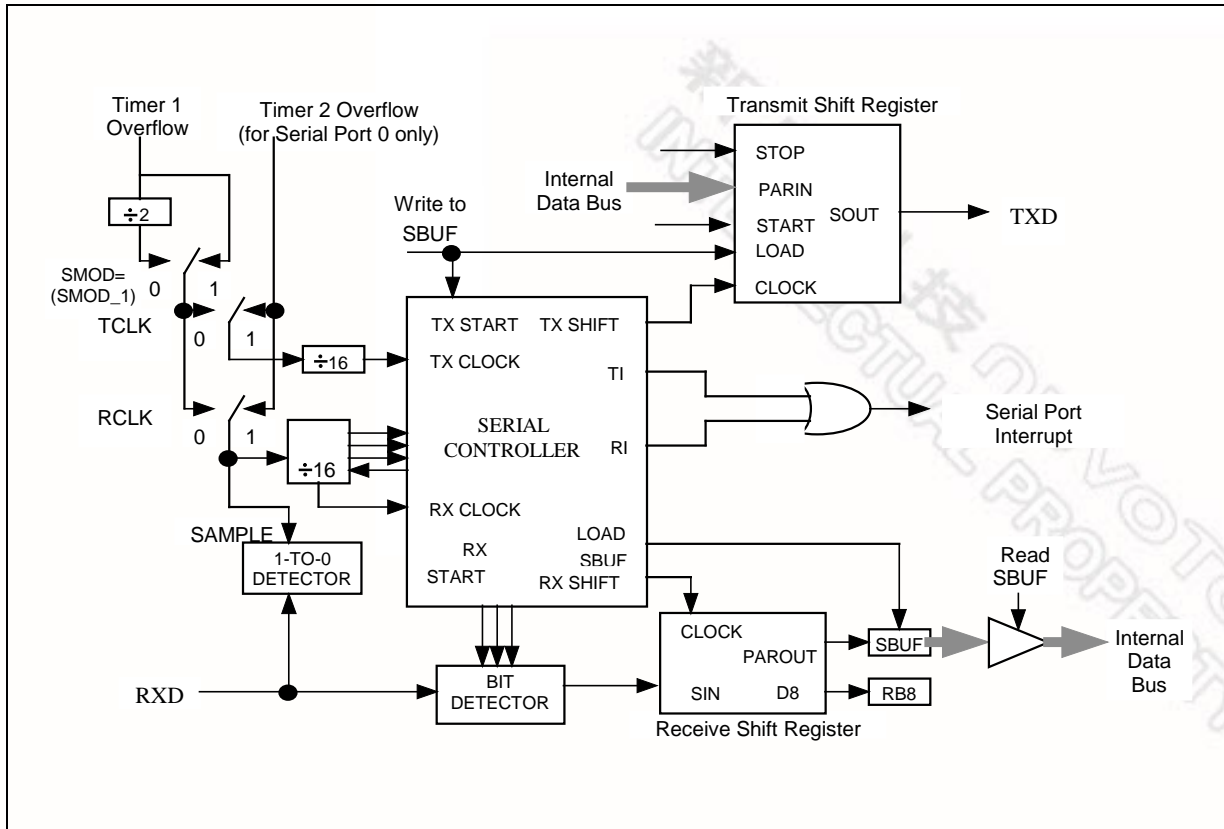 Timer 1
Overflow
Timer 2 Overflow
(for Serial Port 0 only)
÷2
SMOD=
(SMOD_1)
0
1
TCLK
0
1
÷16
RCLK
0
1
÷16
SAMPLE
1-TO-0
DETECTOR
RXD
Write to
SBUF
Internal
Data Bus
Transmit Shift Register
STOP
PARIN
START
LOAD
CLOCK
SOUT
TXD
TX START
TX SHIFT
TX CLOCK
TI
SERIAL
CONTROLLER
RI
RX CLOCK
LOAD
SBUF
RX
START
RX SHIFT
Serial Port
Interrupt
BIT
DETECTOR
CLOCK
PAROUT
SIN
D8
Receive Shift Register
SBUF
RB8
Read
SBUF
Internal
Data
Bus